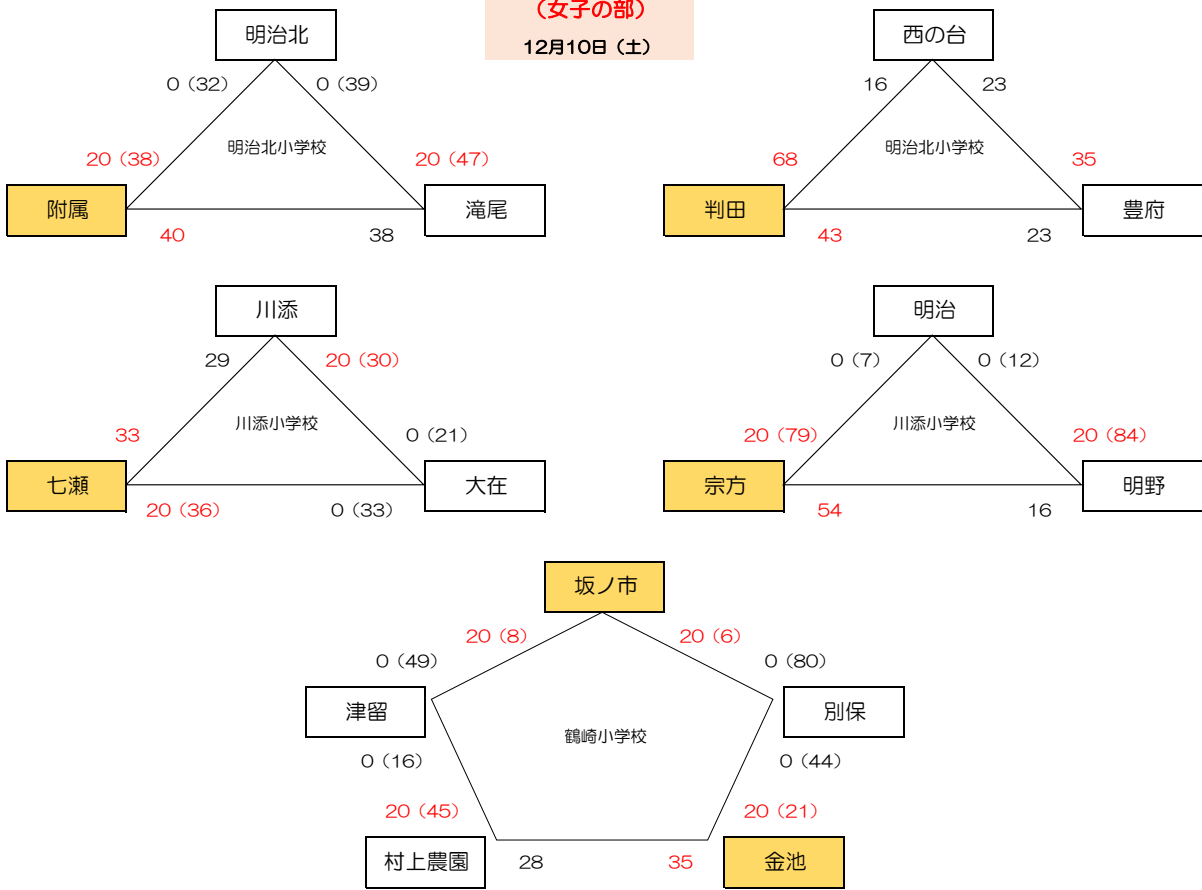 （女子の部）
12月10日（土）
明治北
0（32）
0（39）
明治北小学校
20（38）
20（47）
附属
滝尾
40
38
西の台
16
23
明治北小学校
68
35
判田
豊府
43
23
川添
29
20（30）
川添小学校
33
0（21）
七瀬
大在
20（36）
0（33）
明治
0（7）
0（12）
川添小学校
20（79）
20（84）
宗方
明野
54
16
坂ノ市
20（8）
20（6）
0（49）
0（80）
津留
別保
鶴崎小学校
0（16）
0（44）
20（45）
20（21）
村上農園
28
35
金池